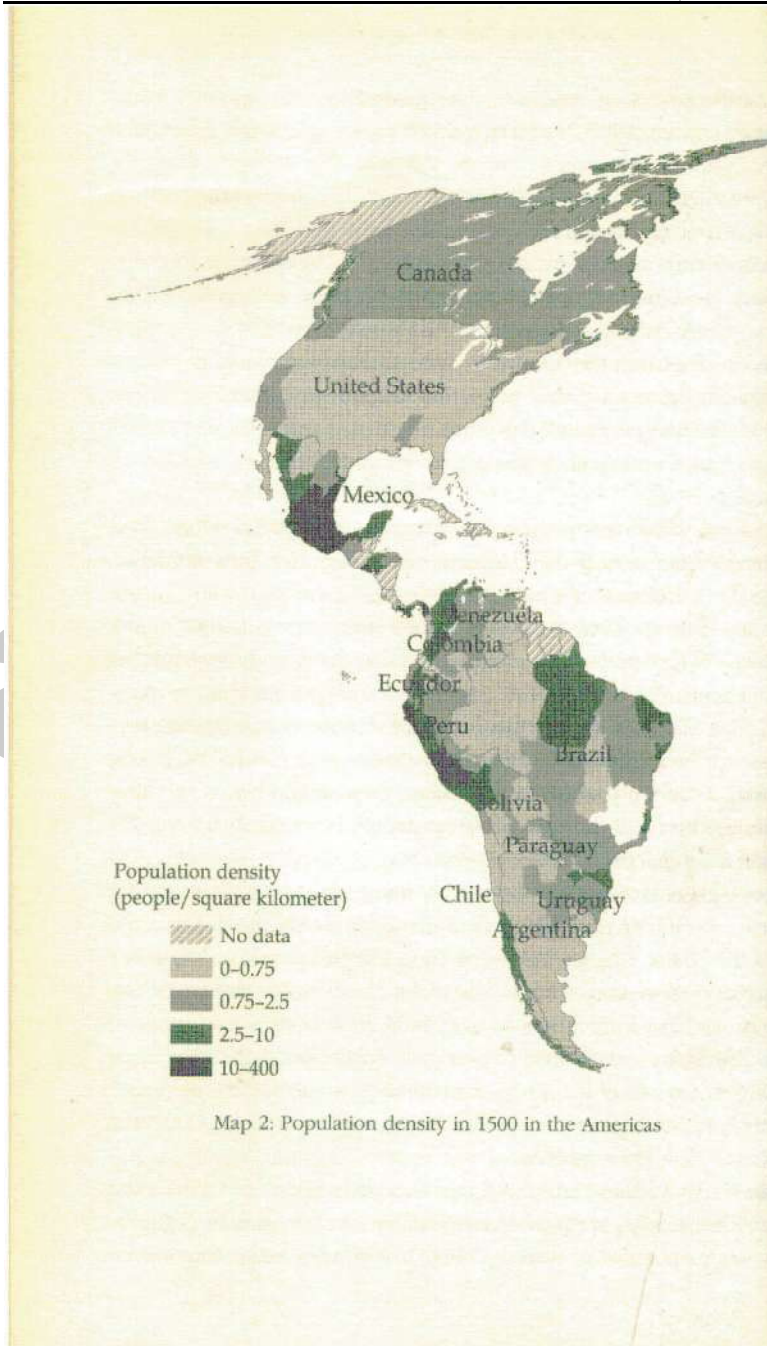 Canada
United States
Mexico
Venezuela
Colombia
Ecuador
Peru
Brazil
Bolivia
Paraguay
Chile
Uruguay
Argentina
Population density
(people/square kilometer)
No data
0–0.75
0.75–2.5
2.5–10
10–400
Map 2: Population density in 1500 in the Americas